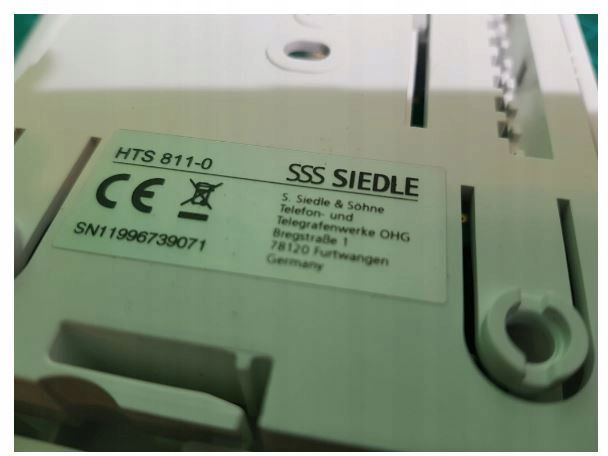 HTS 811-0
SSS SIEDLE
CE
S. Siedle & Söhne
Telefon- und
Telegrafenwerke OHG
Bregstraße 1
78120 Furtwangen
Germany
SN11996739071